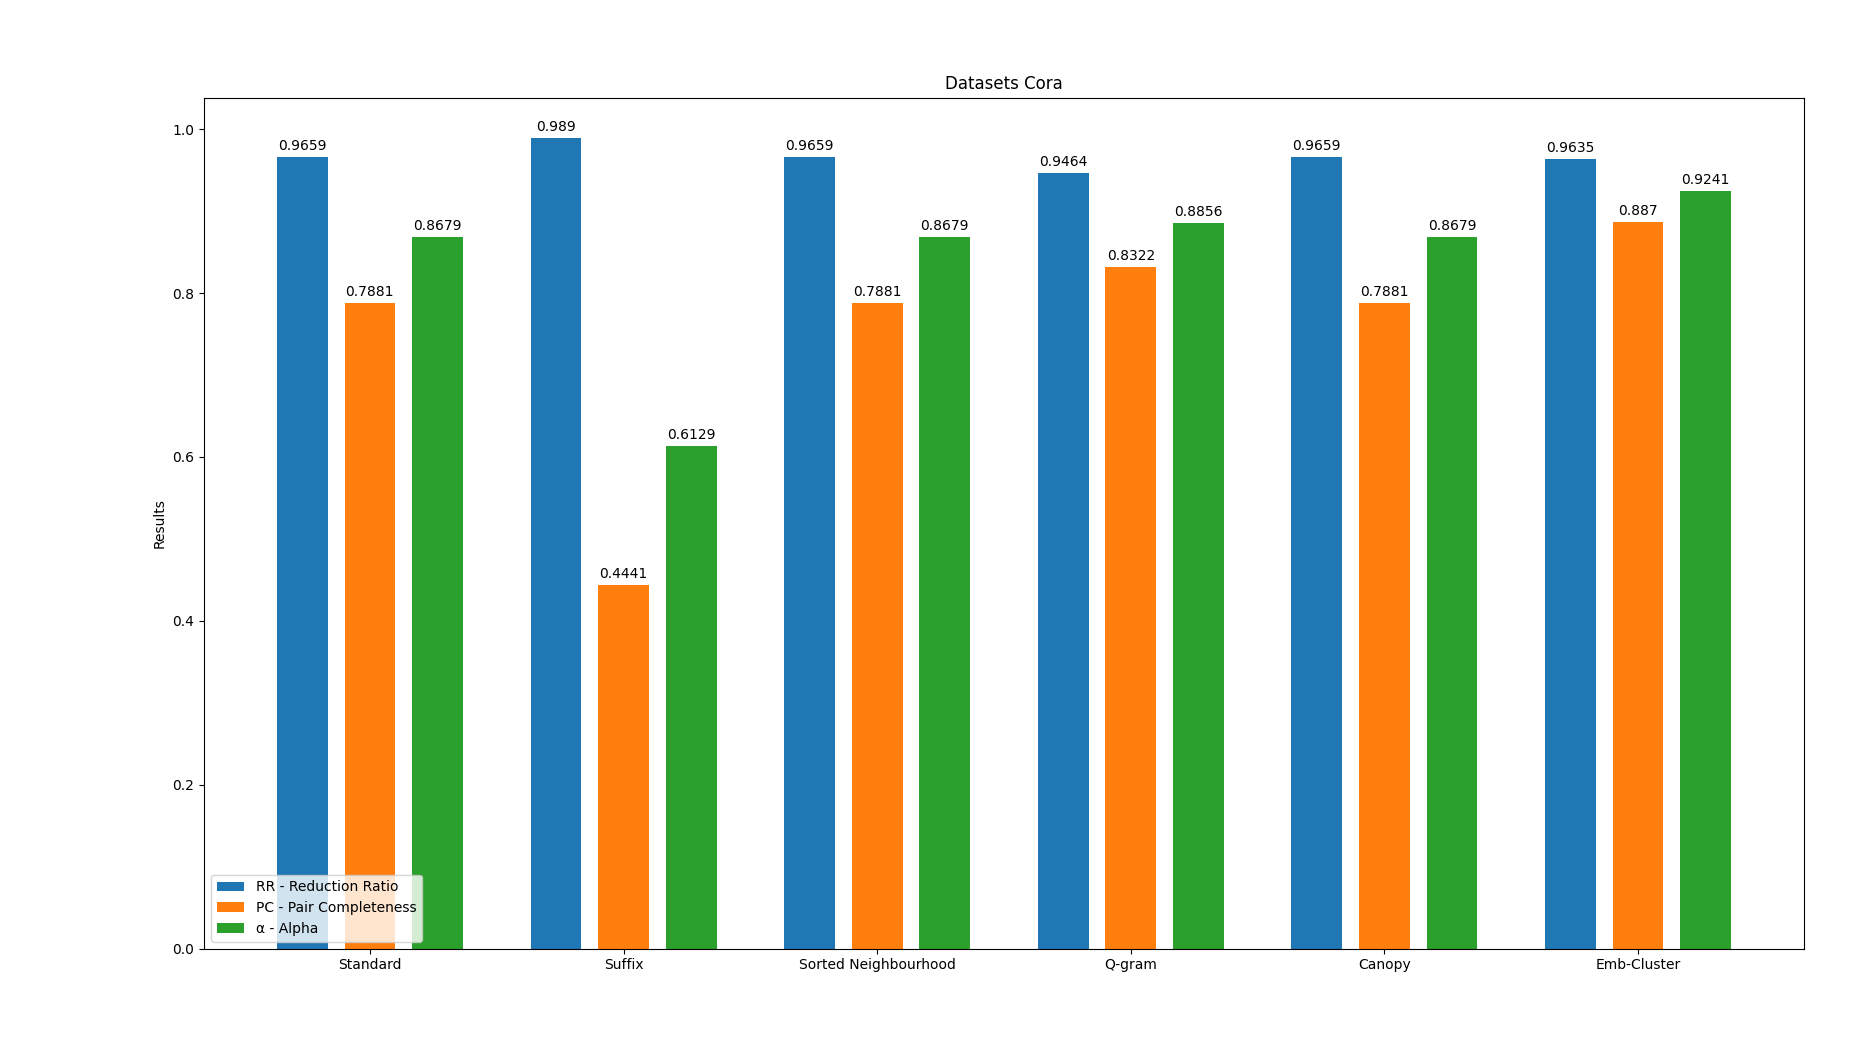 Datasets Cora
Results
1.0
0.8
0.6
0.4
0.2
0.0
0.9659
0.7881
0.8679
0.989
0.4441
0.6129
0.9659
0.7881
0.8679
0.9464
0.8322
0.8856
0.9659
0.7881
0.8679
0.9635
0.887
0.9241
RR - Reduction Ratio
PC - Pair Completeness
α - Alpha
Standard
Suffix
Sorted Neighbourhood
Q-gram
Canopy
Emb-Cluster